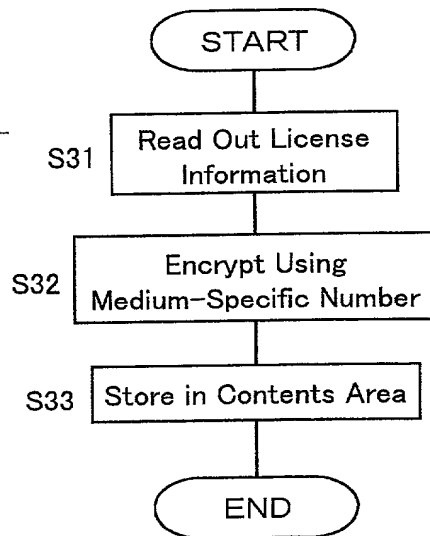 START
S31
Read Out License
Information
S32
Encrypt Using
Medium-Specific Number
S33
Store in Contents Area
END